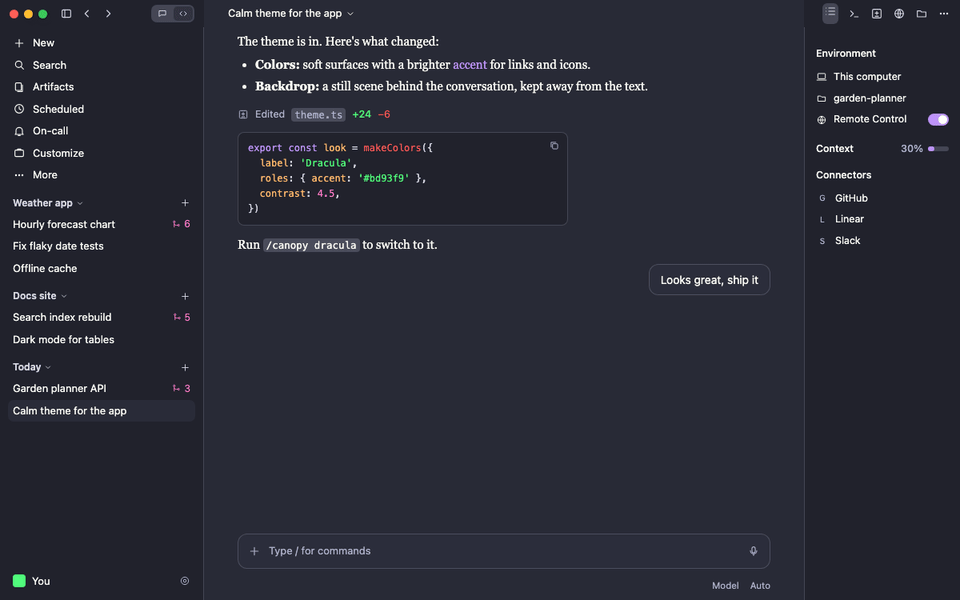 New
Search
Artifacts
Scheduled
On-call
Customize
More
Weather app
Hourly forecast chart 6
Fix flaky date tests
Offline cache
Docs site
Search index rebuild 5
Dark mode for tables
Today
Garden planner API 3
Calm theme for the app
You
Calm theme for the app
The theme is in. Here's what changed:
• Colors: soft surfaces with a brighter accent for links and icons.
• Backdrop: a still scene behind the conversation, kept away from the text.
Edited theme.ts +24 −6
export const look = makeColors({
label: 'Dracula',
roles: { accent: '#bd93f9' },
contrast: 4.5,
})
Run /canopy dracula to switch to it.
Looks great, ship it
Type / for commands
Model Auto
Environment
This computer
garden-planner
Remote Control
Context 30%
Connectors
G GitHub
L Linear
S Slack